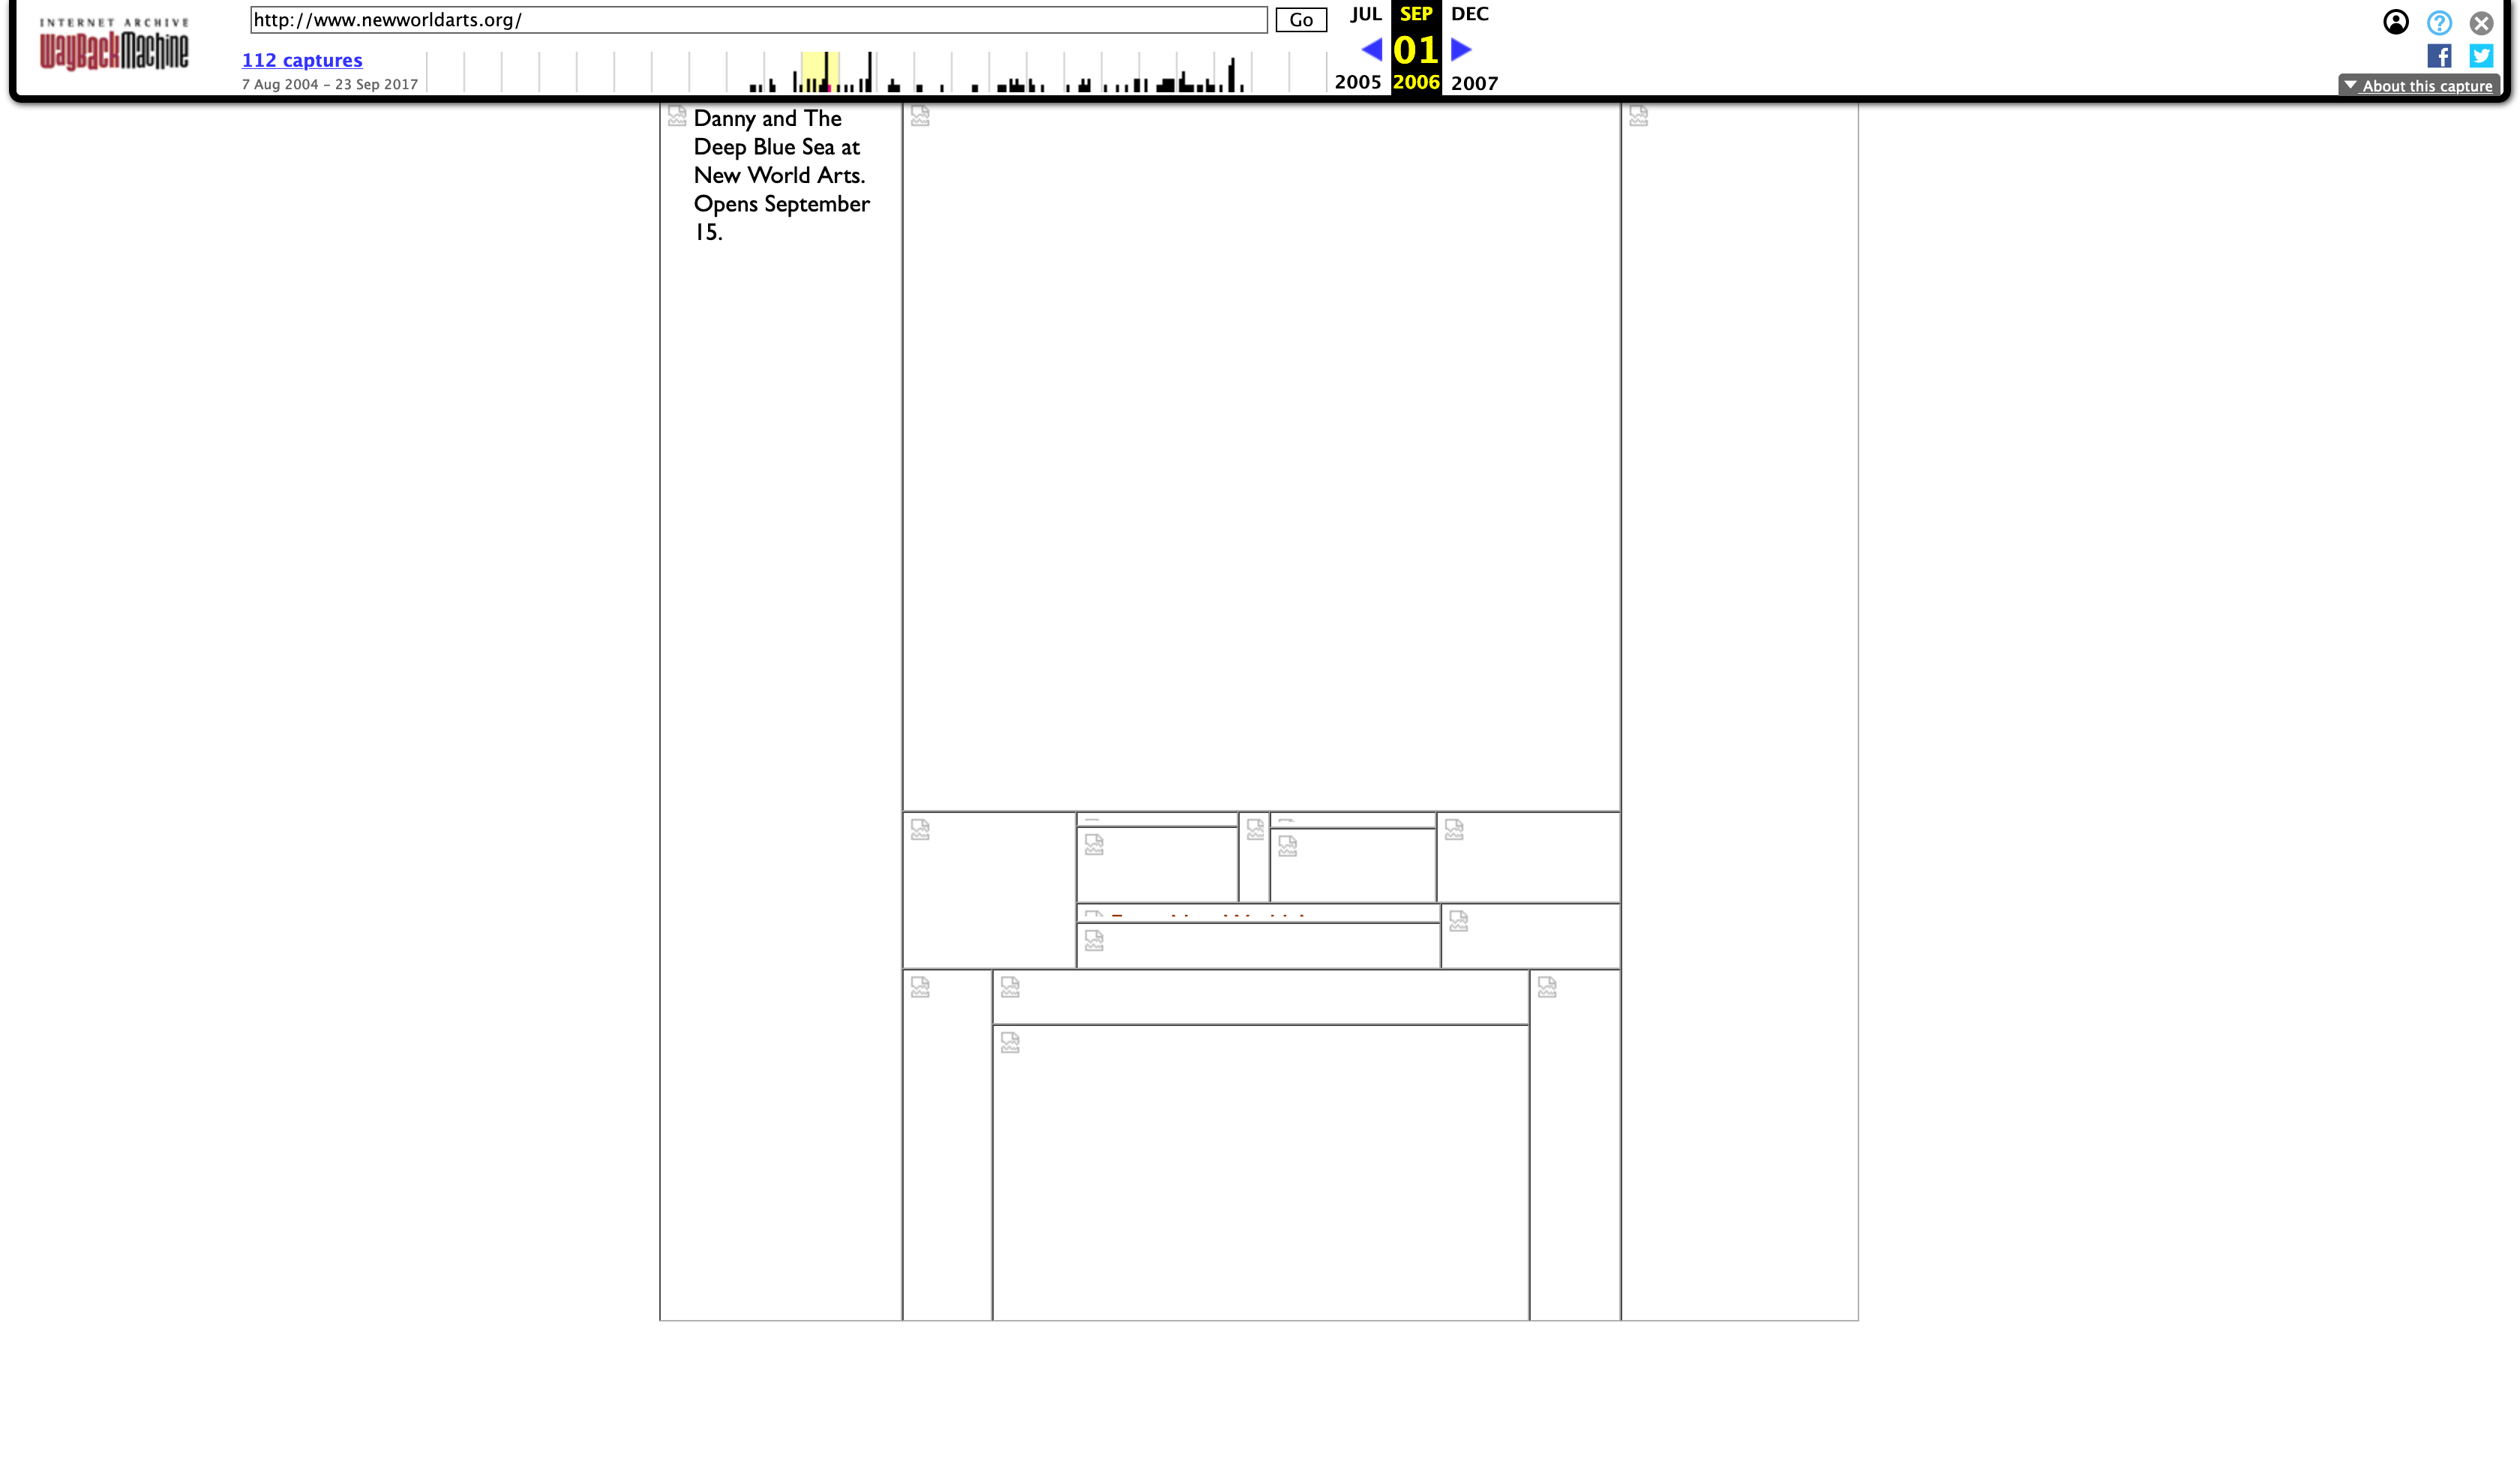 INTERNET ARCHIVE
WayBackMachine
http://www.newworldarts.org/
Go
JUL SEP DEC
01
2005 2006 2007
112 captures
7 Aug 2004 – 23 Sep 2017
About this capture
Danny and The
Deep Blue Sea at
New World Arts.
Opens September
15.